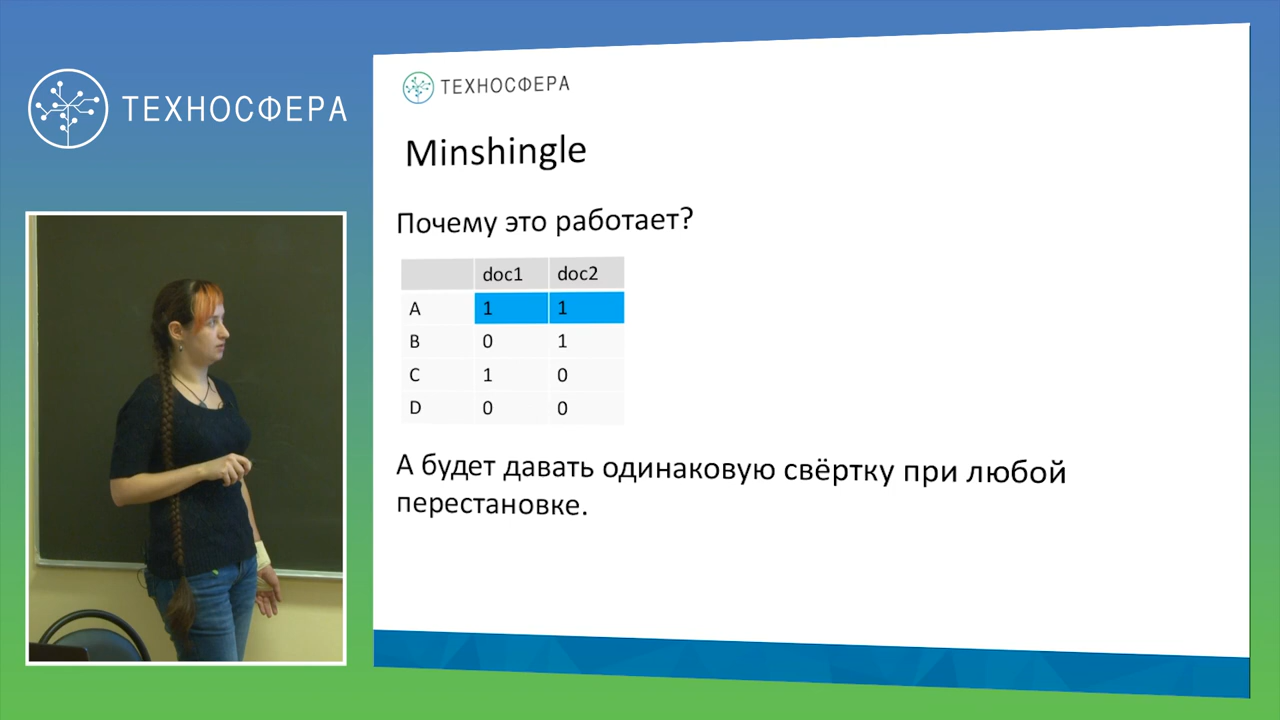 ТЕХНОСФЕРА
ТЕХНОСФЕРА
Minshingle
Почему это работает?
doc1 doc2
A 1 1
B 0 1
C 1 0
D 0 0
А будет давать одинаковую свёртку при любой
перестановке.